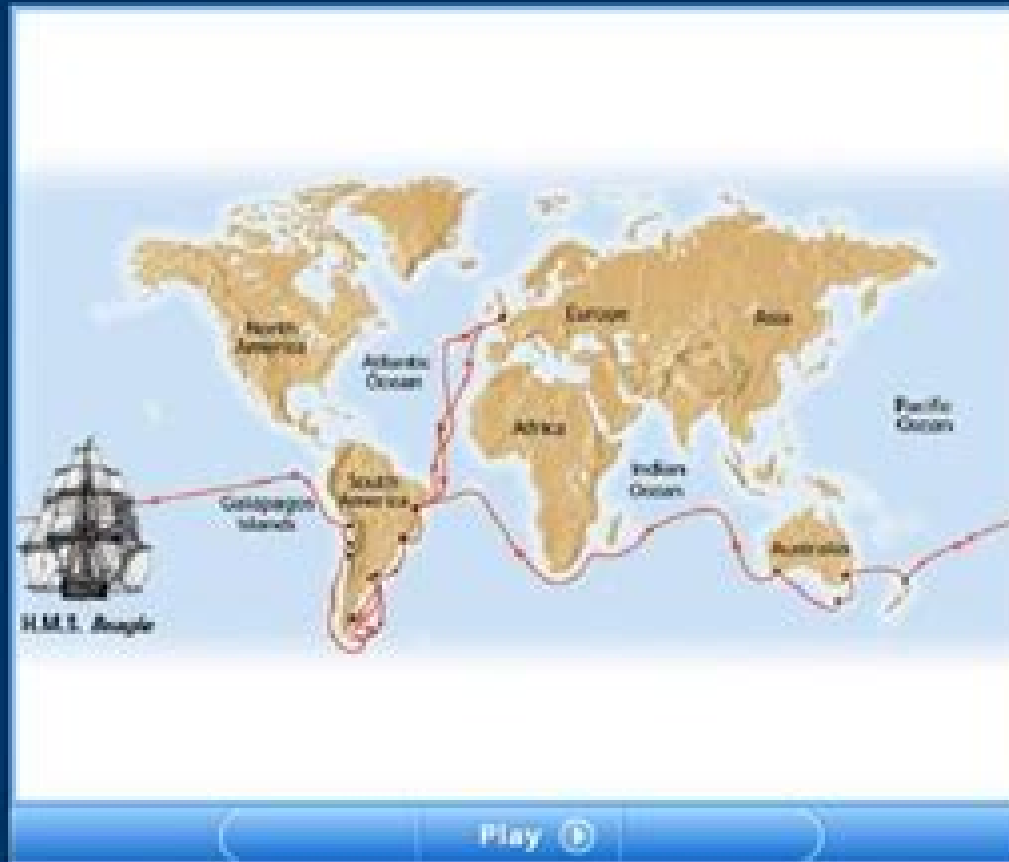 North
America
Atlantic
Ocean
Europe
Asia
Africa
Pacific
Ocean
Indian
Ocean
South
America
Galapagos
Islands
Australia
H.M.S. Beagle
Play